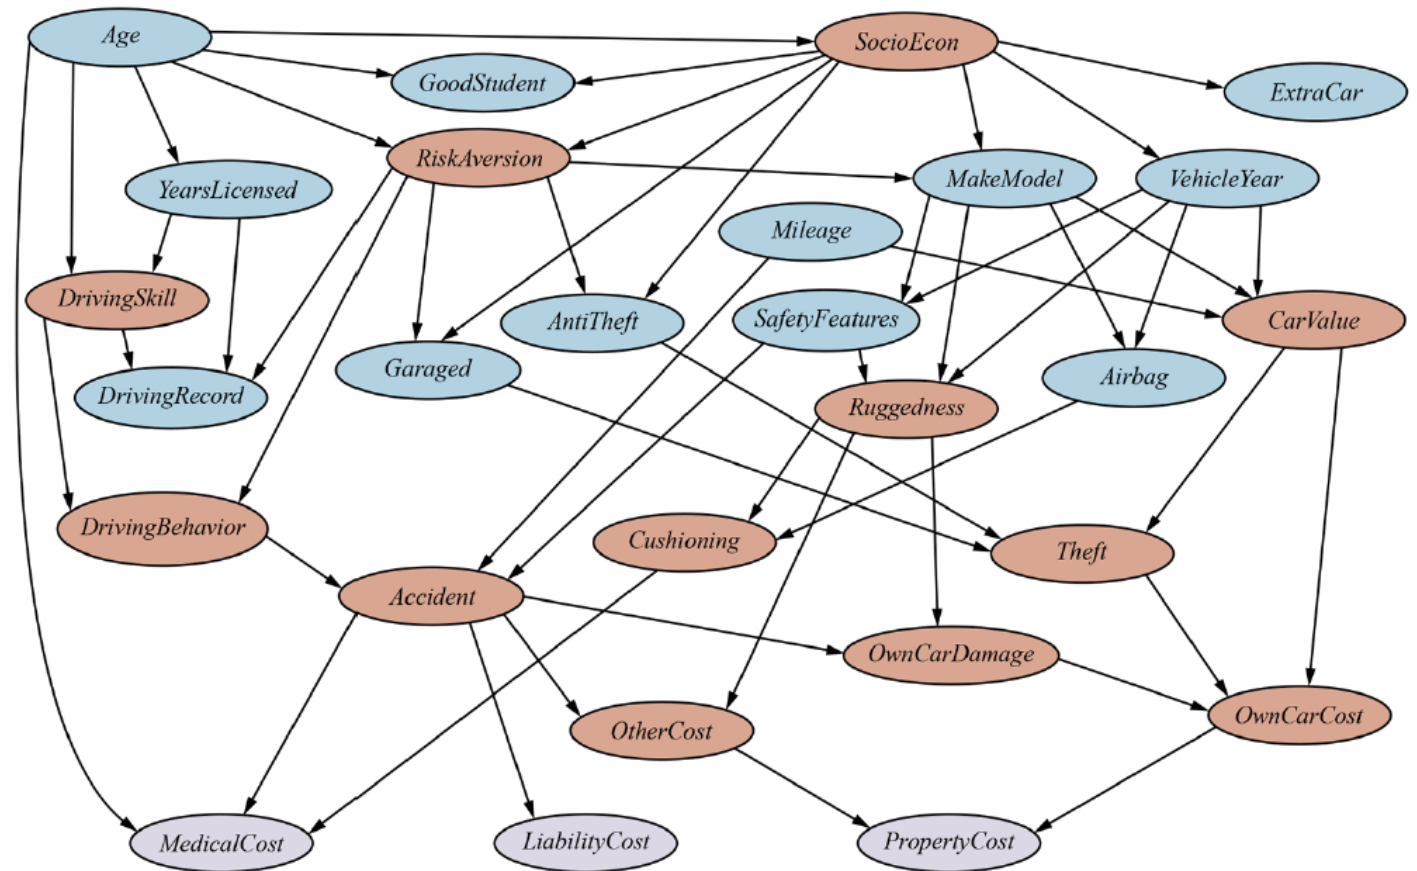 Age
SocioEcon
GoodStudent
ExtraCar
RiskAversion
MakeModel
VehicleYear
YearsLicensed
Mileage
DrivingSkill
AntiTheft
SafetyFeatures
CarValue
Garaged
Airbag
DrivingRecord
Ruggedness
DrivingBehavior
Cushioning
Theft
Accident
OwnCarDamage
OwnCarCost
OtherCost
MedicalCost
LiabilityCost
PropertyCost